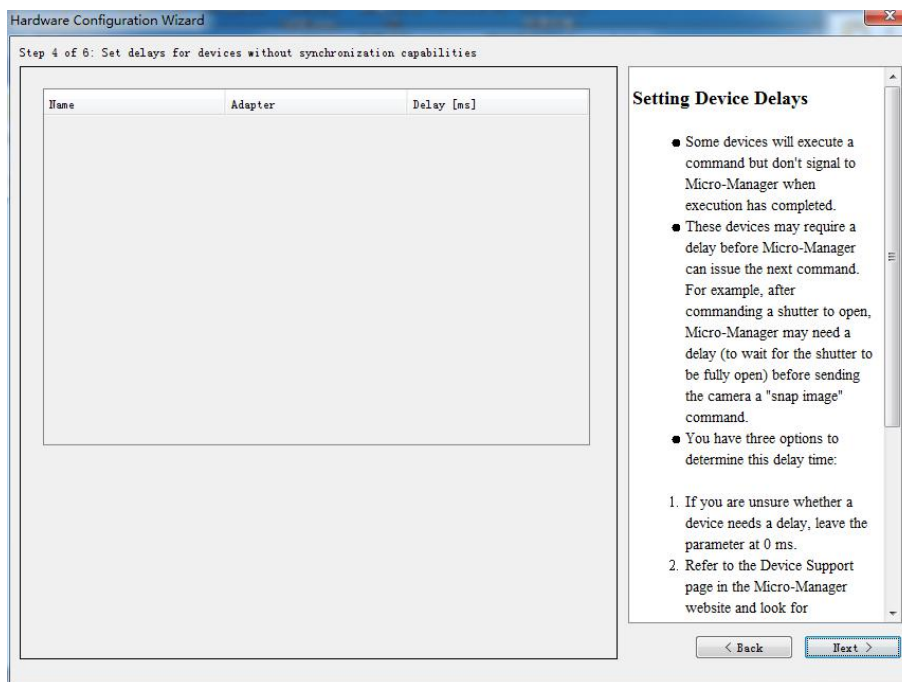 Hardware Configuration Wizard
Step 4 of 6: Set delays for devices without synchronization capabilities
Name Adapter Delay [ms]
Setting Device Delays
Some devices will execute a
command but don't signal to
Micro-Manager when
execution has completed.
These devices may require a
delay before Micro-Manager
can issue the next command.
For example, after
commanding a shutter to open,
Micro-Manager may need a
delay (to wait for the shutter to
be fully open) before sending
the camera a "snap image"
command.
You have three options to
determine this delay time:
1. If you are unsure whether a
device needs a delay, leave the
parameter at 0 ms.
2. Refer to the Device Support
page in the Micro-Manager
website and look for
< Back Next >